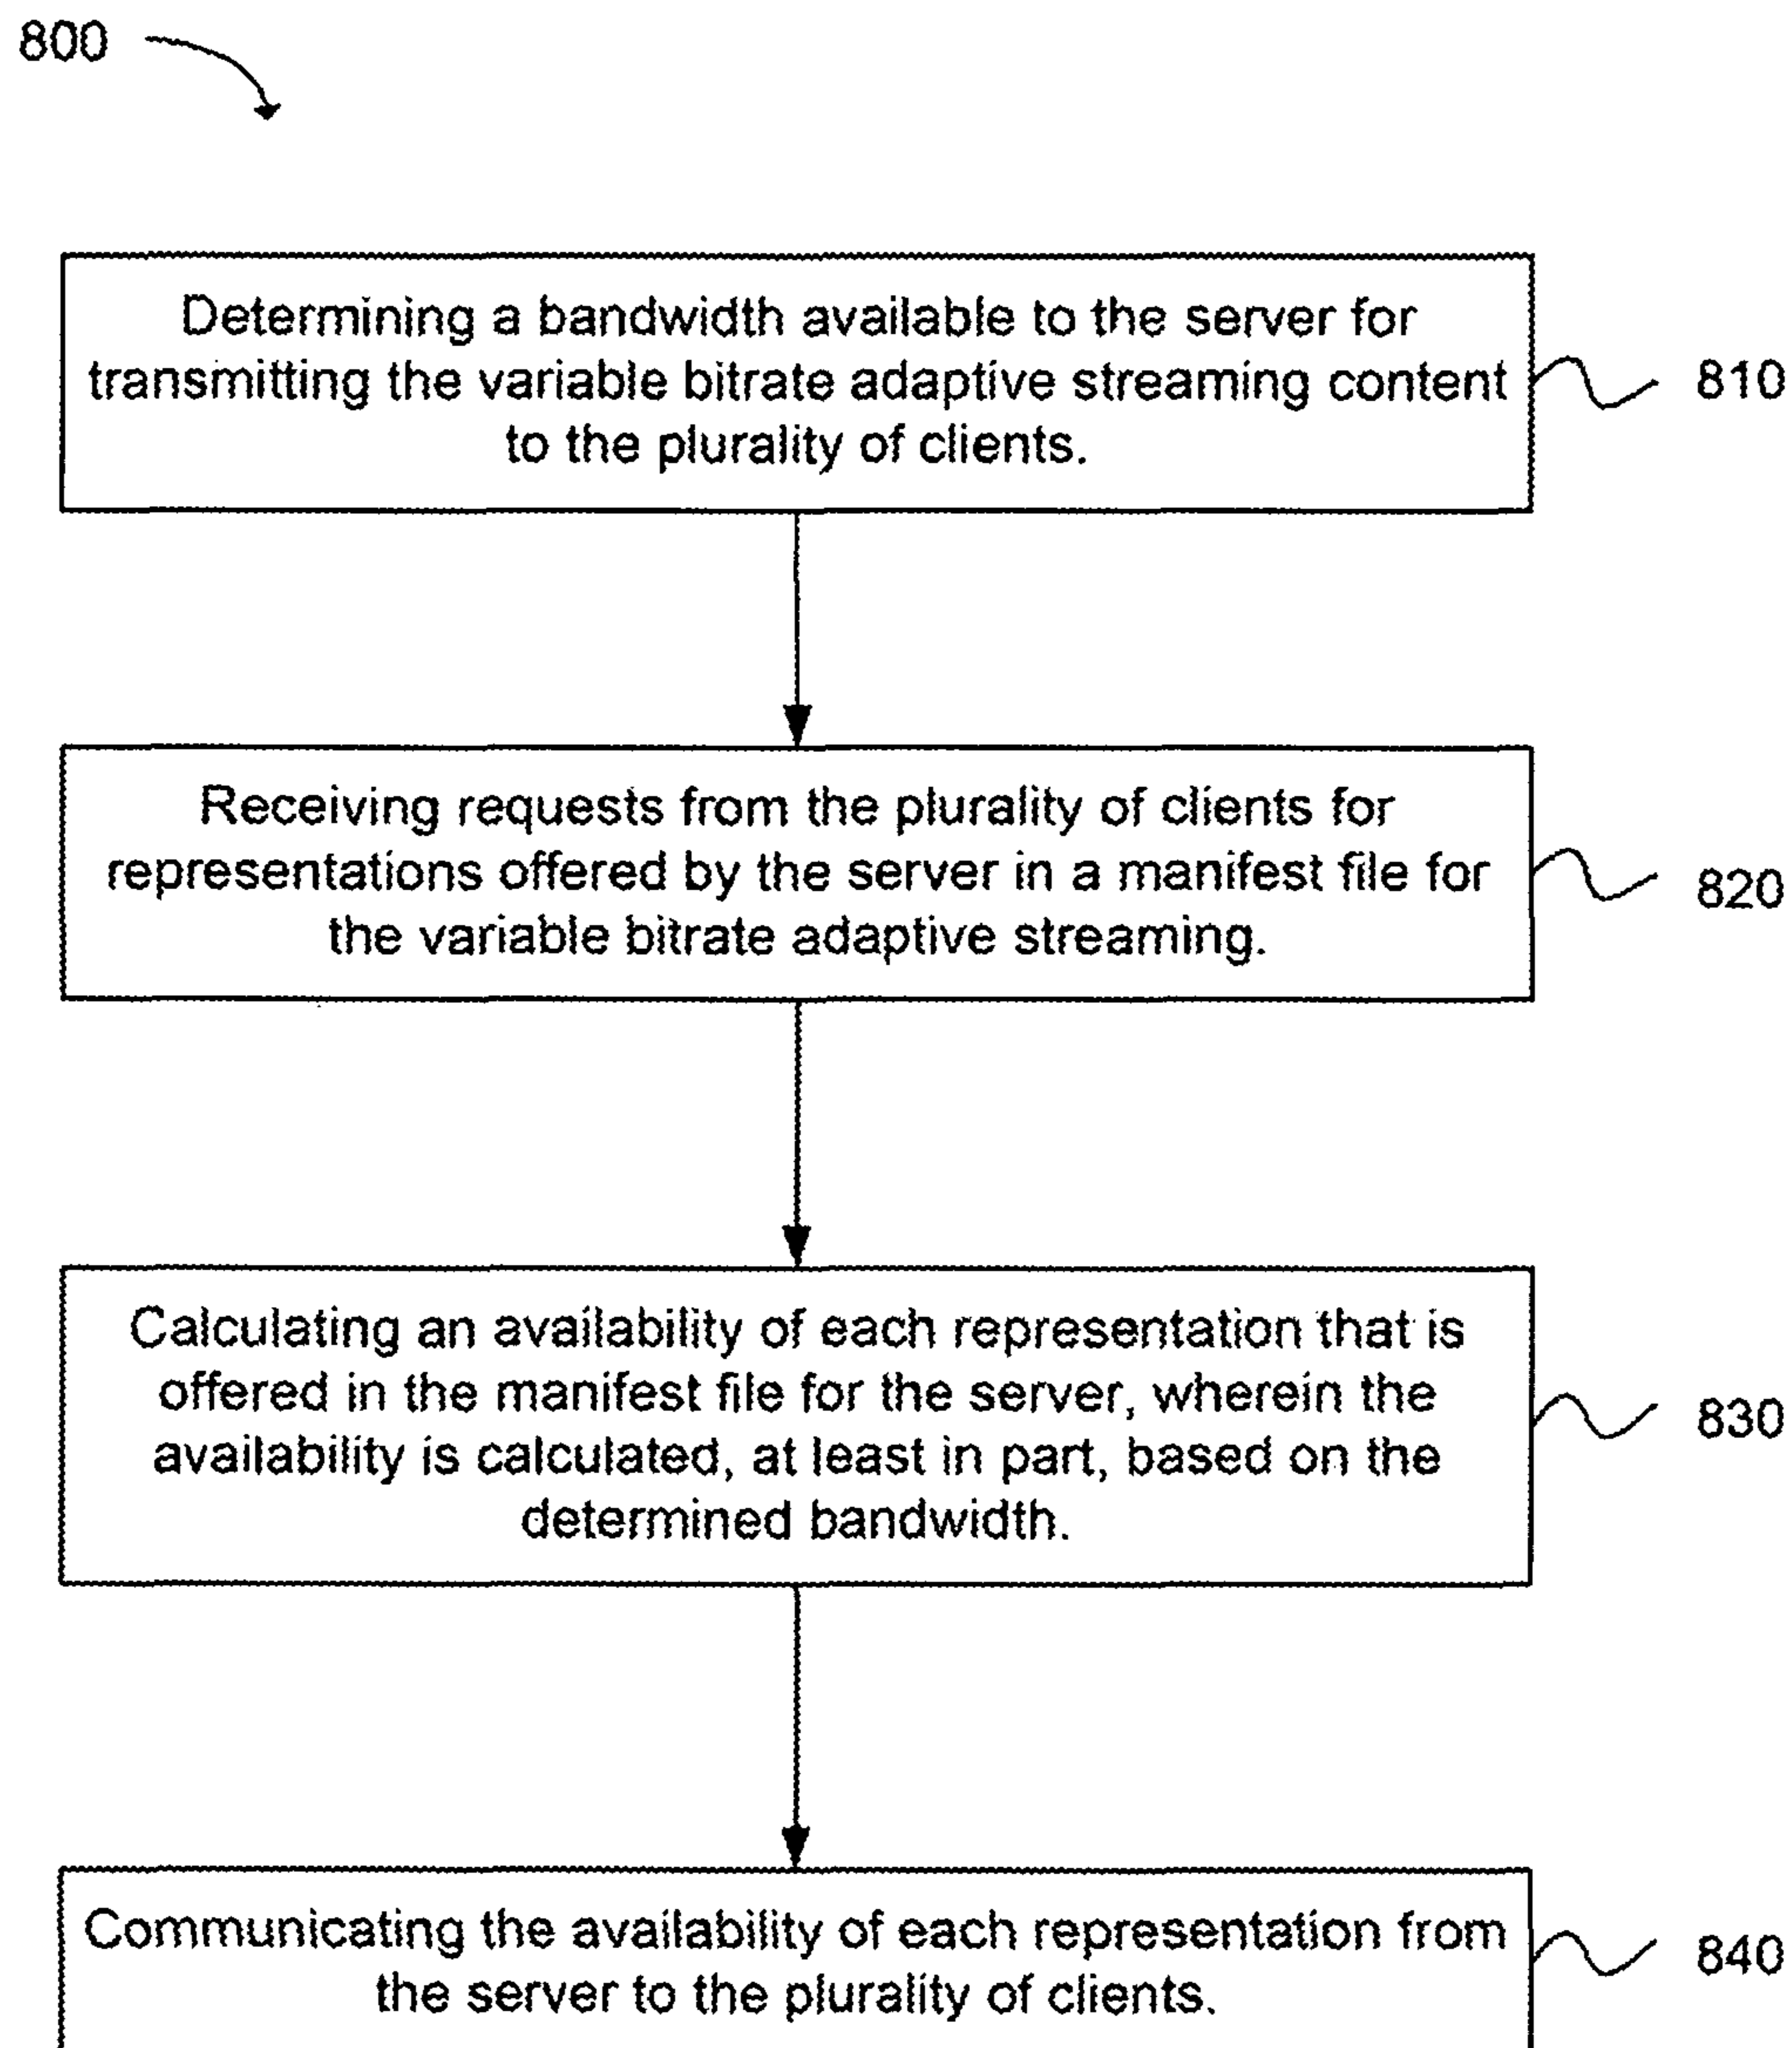 800
Determining a bandwidth available to the server for
transmitting the variable bitrate adaptive streaming content
to the plurality of clients.
810
Receiving requests from the plurality of clients for
representations offered by the server in a manifest file for
the variable bitrate adaptive streaming.
820
Calculating an availability of each representation that is
offered in the manifest file for the server, wherein the
availability is calculated, at least in part, based on the
determined bandwidth.
830
Communicating the availability of each representation from
the server to the plurality of clients.
840